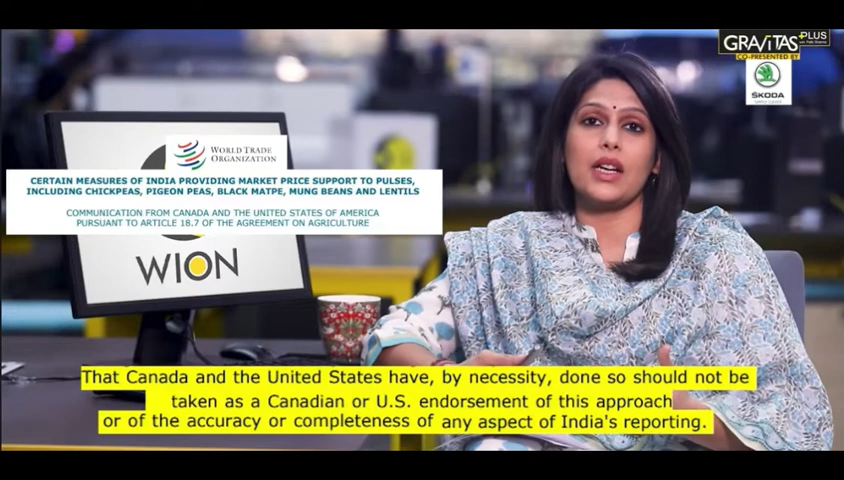 GRAVITAS PLUS
CO-PRESENTED BY
ŠKODA
WORLD TRADE
ORGANIZATION
CERTAIN MEASURES OF INDIA PROVIDING MARKET PRICE SUPPORT TO PULSES,
INCLUDING CHICKPEAS, PIGEON PEAS, BLACK MATPE, MUNG BEANS AND LENTILS
COMMUNICATION FROM CANADA AND THE UNITED STATES OF AMERICA
PURSUANT TO ARTICLE 18.7 OF THE AGREEMENT ON AGRICULTURE
WION
That Canada and the United States have, by necessity, done so should not be
taken as a Canadian or U.S. endorsement of this approach
or of the accuracy or completeness of any aspect of India's reporting.